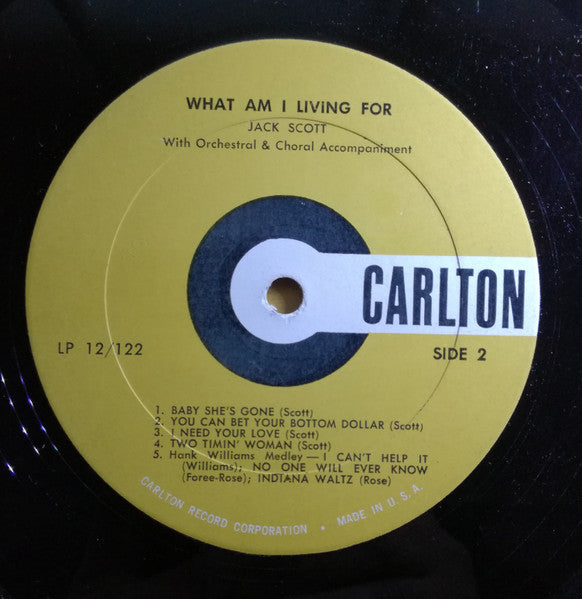 WHAT AM I LIVING FOR
JACK SCOTT
With Orchestral & Choral Accompaniment
CARLTON
LP 12/122
SIDE 2
1. BABY SHE'S GONE (Scott)
2. YOU CAN BET YOUR BOTTOM DOLLAR (Scott)
3. I NEED YOUR LOVE (Scott)
4. TWO TIMIN' WOMAN (Scott)
5. Hank Williams Medley — I CAN'T HELP IT
(Williams); NO ONE WILL EVER KNOW
(Foree-Rose); INDIANA WALTZ (Rose)
CARLTON RECORD CORPORATION • MADE IN U.S.A.